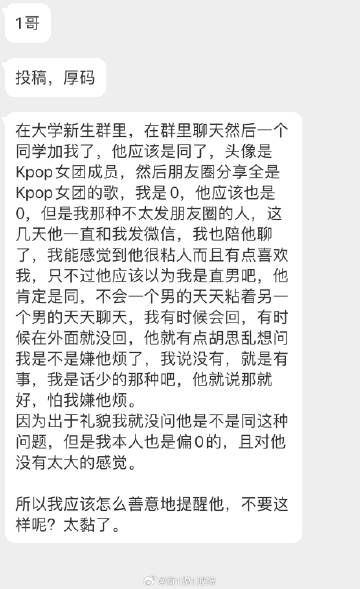 1哥
投稿，厚码
在大学新生群里，在群里聊天然后一个
同学加我了，他应该是同了，头像是
Kpop女团成员，然后朋友圈分享全是
Kpop女团的歌，我是0，他应该也是
0，但是我那种不太发朋友圈的人，这
几天他一直和我发微信，我也陪他聊
了，我能感觉到他很粘人而且有点喜欢
我，只不过他应该以为我是直男吧，他
肯定是同，不会一个男的天天粘着另一
个男的天天聊天，我有时候会回，有时
候在外面就没回，他就有点胡思乱想问
我是不是嫌他烦了，我说没有，就是有
事，我是话少的那种吧，他就说那就
好，怕我嫌他烦。
因为出于礼貌我就没问他是不是同这种
问题，但是我本人也是偏0的，且对他
没有太大的感觉。
所以我应该怎么善意地提醒他，不要这
样呢？太黏了。